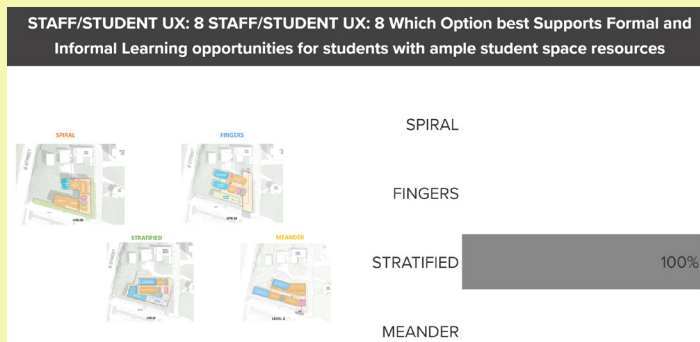 STAFF/STUDENT UX: 8 STAFF/STUDENT UX: 8 Which Option best Supports Formal and
Informal Learning opportunities for students with ample student space resources
SPIRAL
FINGERS
STRATIFIED
MEANDER
SPIRAL
FINGERS
STRATIFIED
100%
MEANDER